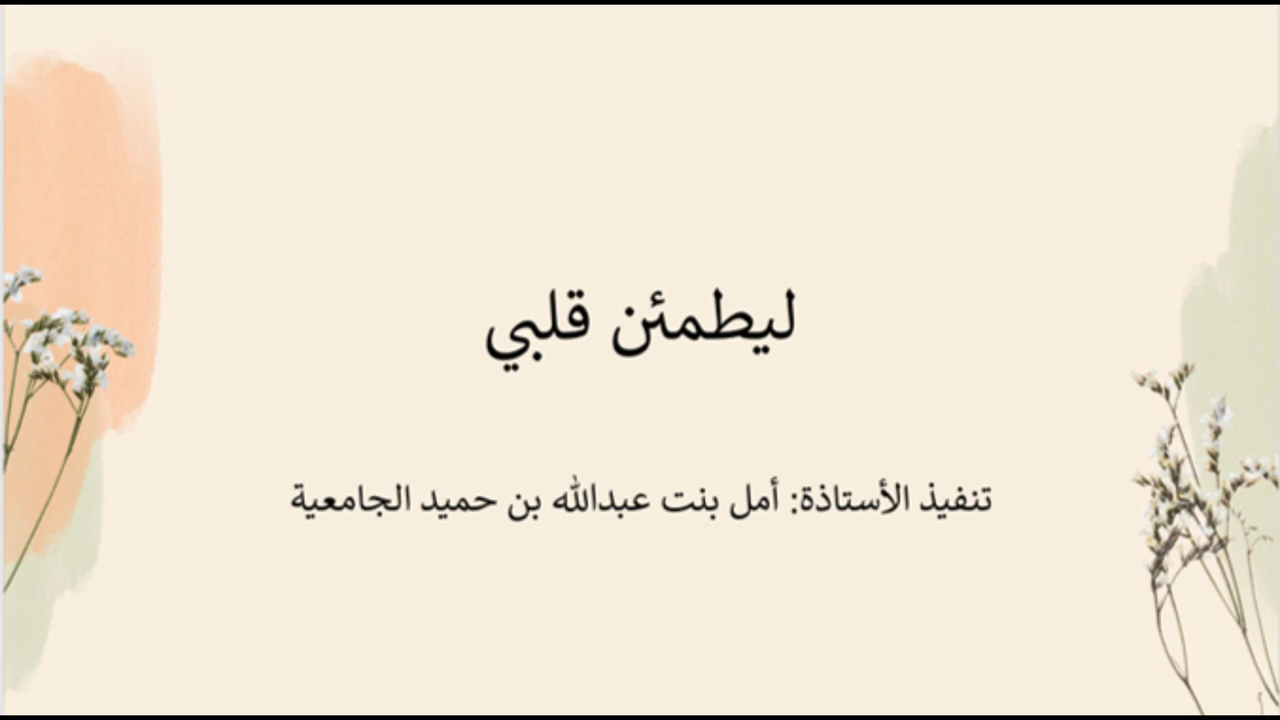 ليطمئن قلبي
تنفيذ الأستاذة: أمل بنت عبدالله بن حميد الجامعية